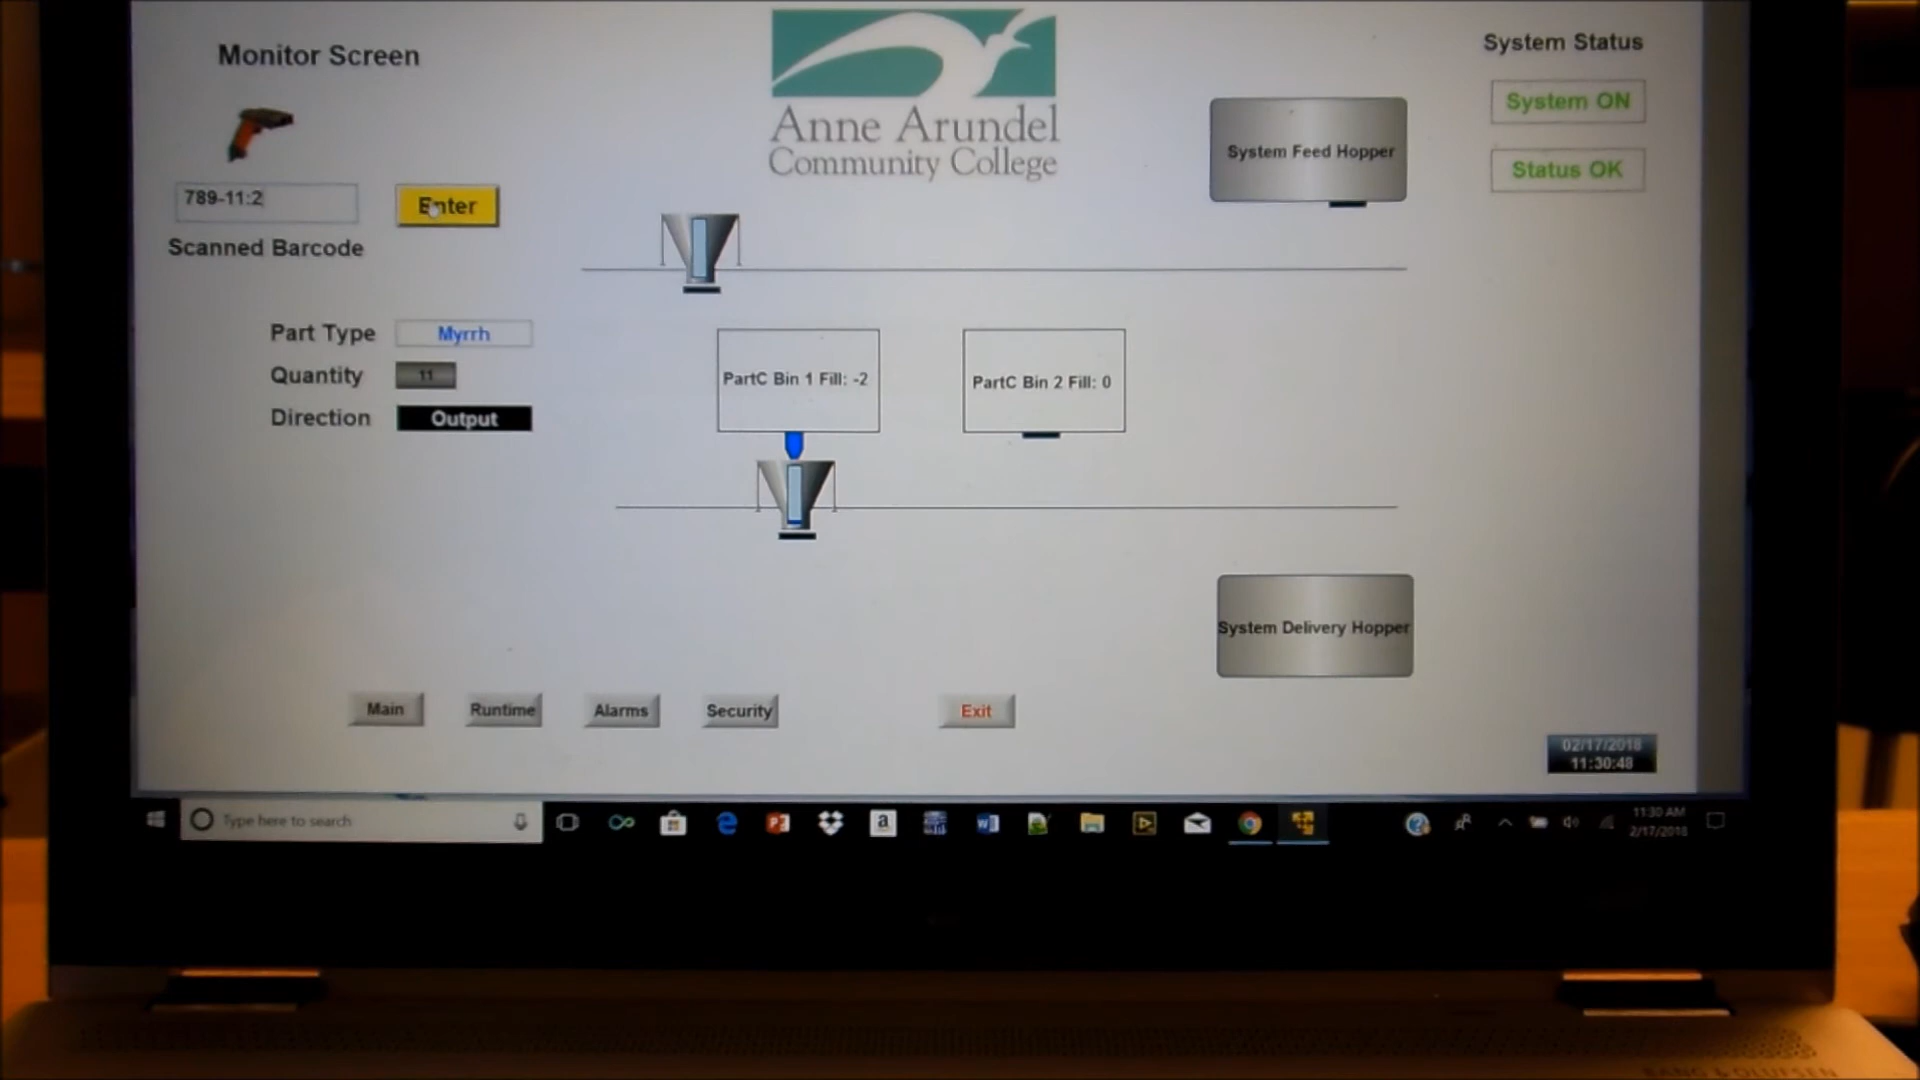 Monitor Screen
Anne Arundel
Community College
System Status
System ON
Status OK
System Feed Hopper
789-11:2
Enter
Scanned Barcode
Part Type
Myrrh
Quantity
11
Direction
Output
PartC Bin 1 Fill: -2
PartC Bin 2 Fill: 0
System Delivery Hopper
Main
Runtime
Alarms
Security
Exit
02/17/2018
11:30:48
Type here to search
11:30 AM
2/17/2018
BANG & OLUFSEN